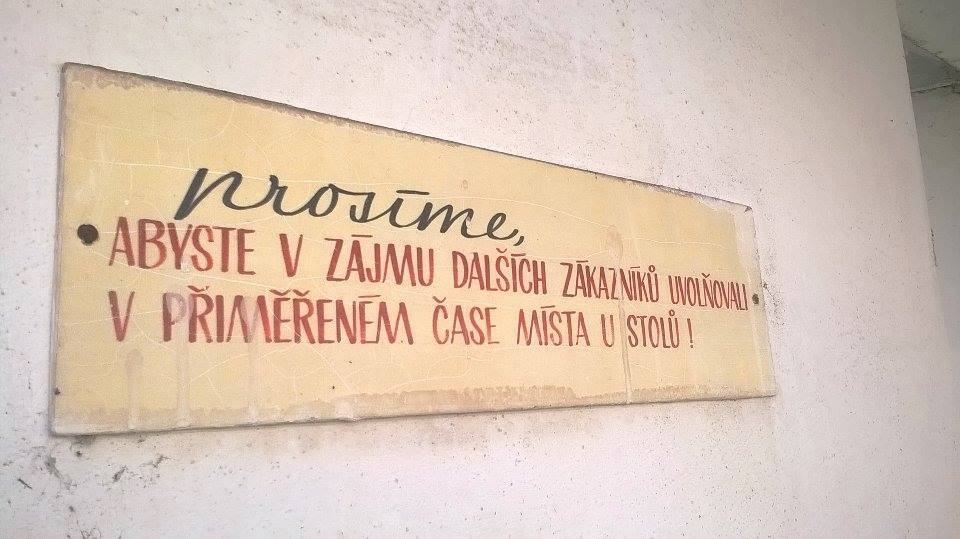 prosíme,
ABYSTE V ZÁJMU DALŠÍCH ZÁKAZNÍKŮ UVOLŇOVALI
V PŘIMĚŘENÉM ČASE MÍSTA U STOLŮ!